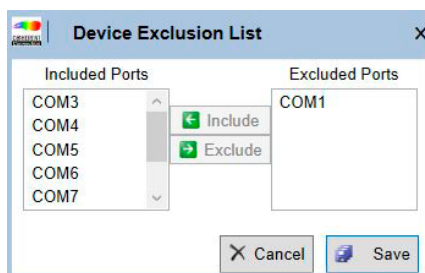 Device Exclusion List
Included Ports
Excluded Ports
COM3
COM4
COM5
COM6
COM7
Include
Exclude
COM1
Cancel
Save